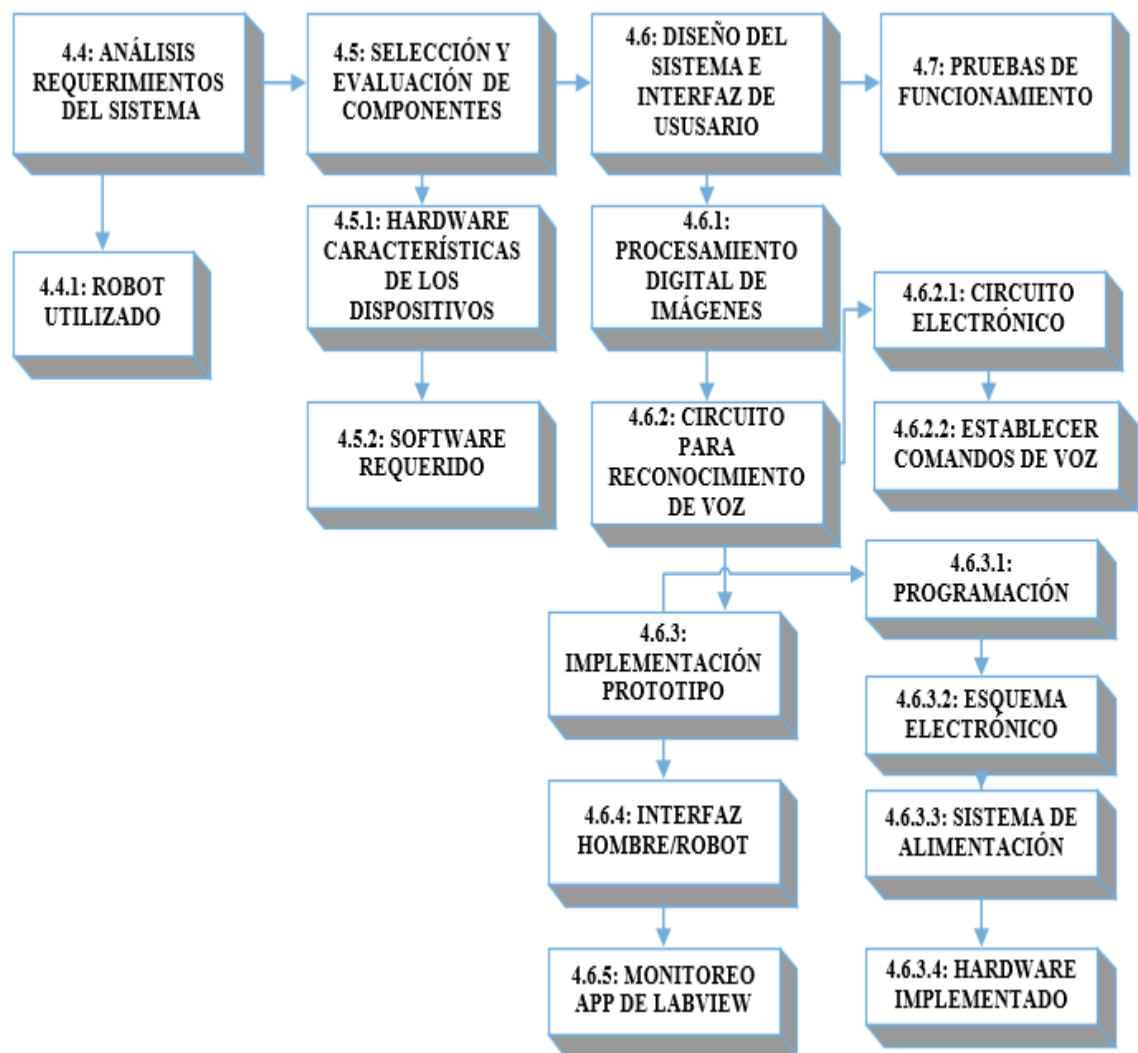 4.4: ANÁLISIS
REQUERIMIENTOS
DEL SISTEMA
4.5: SELECCIÓN Y
EVALUACIÓN DE
COMPONENTES
4.6: DISEÑO DEL
SISTEMA E
INTERFAZ DE
USUSARIO
4.7: PRUEBAS DE
FUNCIONAMIENTO
4.4.1: ROBOT
UTILIZADO
4.5.1: HARDWARE
CARACTERÍSTICAS
DE LOS
DISPOSITIVOS
4.5.2: SOFTWARE
REQUERIDO
4.6.1:
PROCESAMIENTO
DIGITAL DE
IMÁGENES
4.6.2: CIRCUITO
PARA
RECONOCIMIENTO
DE VOZ
4.6.2.1: CIRCUITO
ELECTRÓNICO
4.6.2.2: ESTABLECER
COMANDOS DE VOZ
4.6.3:
IMPLEMENTACIÓN
PROTOTIPO
4.6.3.1:
PROGRAMACIÓN
4.6.3.2: ESQUEMA
ELECTRÓNICO
4.6.3.3: SISTEMA DE
ALIMENTACIÓN
4.6.3.4: HARDWARE
IMPLEMENTADO
4.6.4: INTERFAZ
HOMBRE/ROBOT
4.6.5: MONITOREO
APP DE LABVIEW